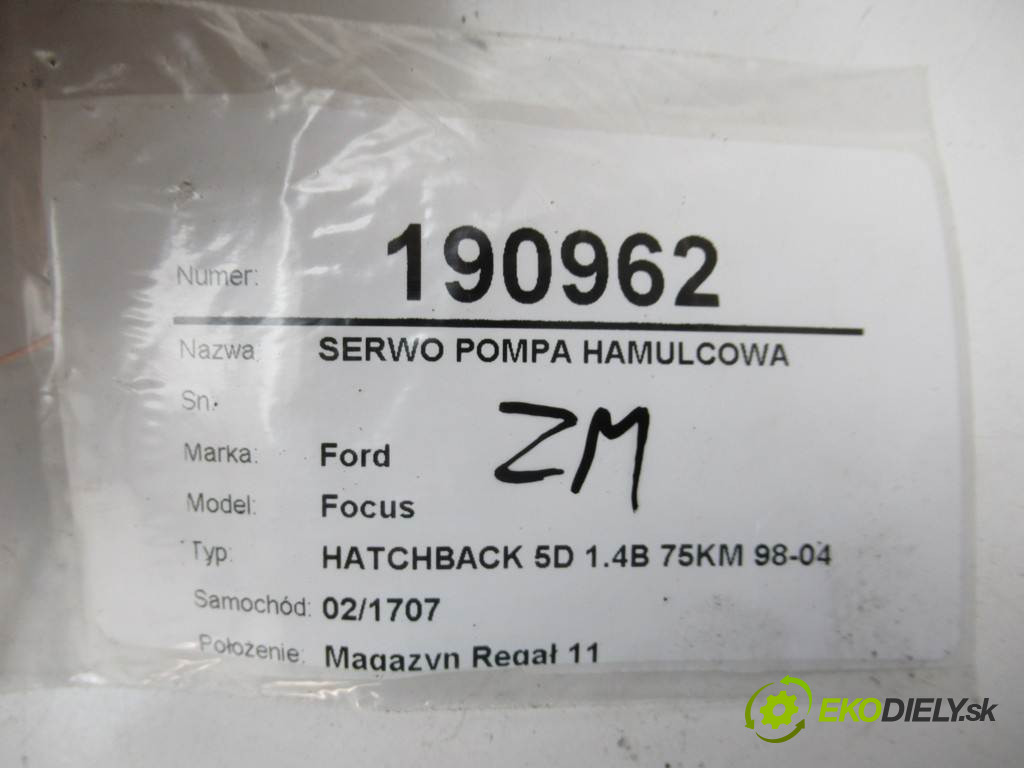 Numer: 190962
Nazwa: SERWO POMPA HAMULCOWA
Sn:
ZM
Marka: Ford
Model: Focus
Typ: HATCHBACK 5D 1.4B 75KM 98-04
Samochód: 02/1707
Położenie: Magazyn Regał 11
EKODIELY.sk